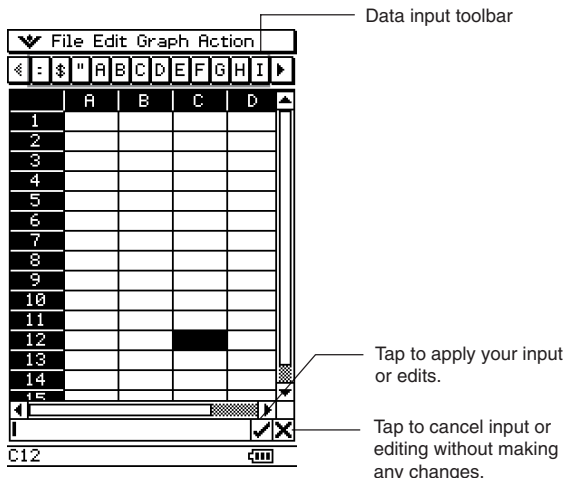 Data input toolbar
File Edit Graph Action
: $ " A B C D E F G H I
A B C D
1
2
3
4
5
6
7
8
9
10
11
12
13
14
15
Tap to apply your input
or edits.
Tap to cancel input or
editing without making
any changes.
C12